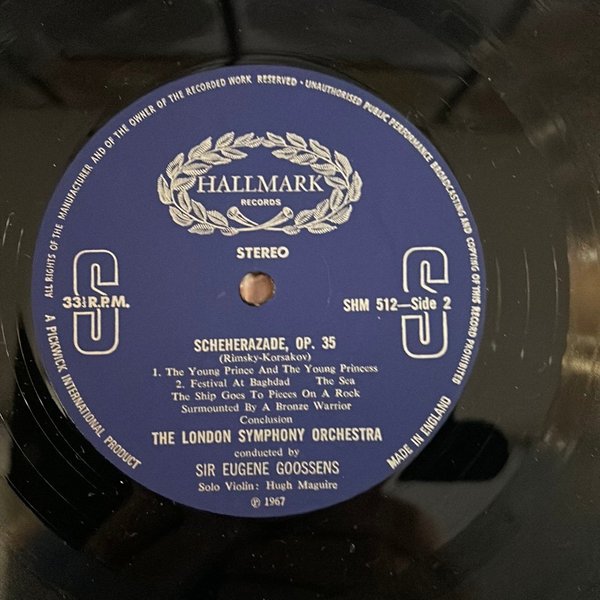 ALL RIGHTS OF THE MANUFACTURER AND OF THE OWNER OF THE RECORDED WORK RESERVED · UNAUTHORISED PUBLIC PERFORMANCE BROADCASTING AND COPYING OF THIS RECORD PROHIBITED
HALLMARK
RECORDS
STEREO
S
S
33⅓ R.P.M.
SHM 512—Side 2
SCHEHERAZADE, OP. 35
(Rimsky-Korsakov)
1. The Young Prince And The Young Princess
2. Festival At Baghdad The Sea
The Ship Goes To Pieces On A Rock
Surmounted By A Bronze Warrior
Conclusion
THE LONDON SYMPHONY ORCHESTRA
conducted by
SIR EUGENE GOOSSENS
Solo Violin: Hugh Maguire
℗ 1967
A PICKWICK INTERNATIONAL PRODUCT
MADE IN ENGLAND